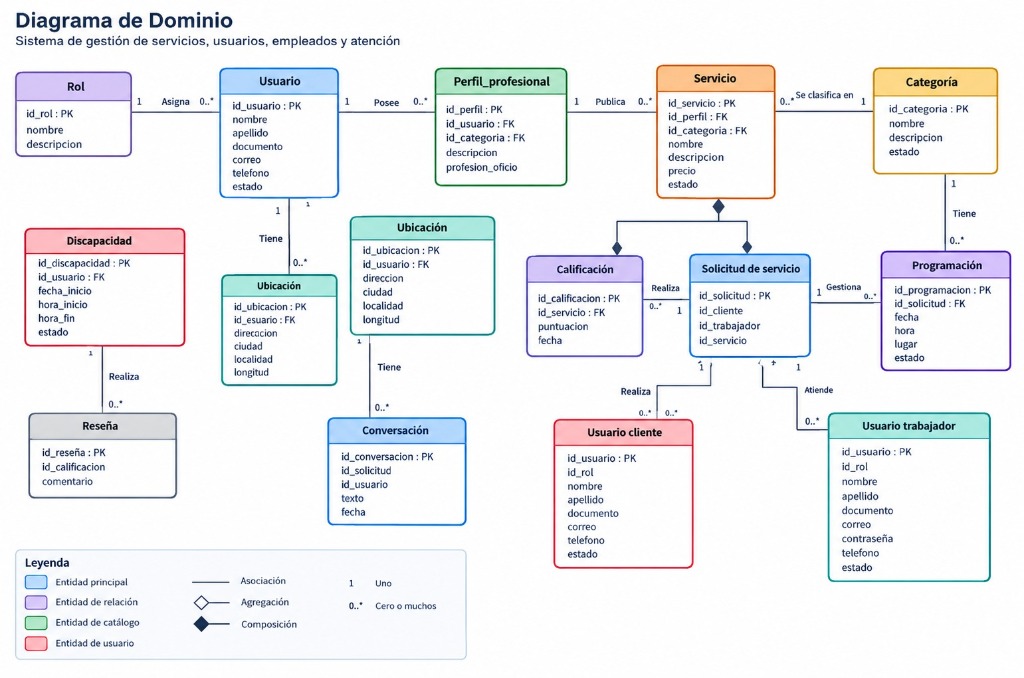 Diagrama de Dominio
Sistema de gestión de servicios, usuarios, empleados y atención
Rol
id_rol : PK
nombre
descripcion
1 Asigna 0..*
Usuario
id_usuario : PK
nombre
apellido
documento
correo
telefono
estado
1 Posee 0..*
Perfil_profesional
id_perfil : PK
id_usuario : FK
id_categoria : FK
descripcion
profesion_oficio
1 Publica 0..*
Servicio
id_servicio : PK
id_perfil : FK
id_categoria : FK
nombre
descripcion
precio
estado
0..* Se clasifica en 1
Categoría
id_categoria : PK
nombre
descripcion
estado
1 1
Tiene
0..*
1
Tiene
0..*
Discapacidad
id_discapacidad : PK
id_usuario : FK
fecha_inicio
hora_inicio
hora_fin
estado
1
Realiza
0..*
Reseña
id_reseña : PK
id_calificacion
comentario
Ubicación
id_ubicacion : PK
id_esuario : FK
direccion
ciudad
localidad
longitud
Ubicación
id_ubicacion : PK
id_usuario : FK
direccion
ciudad
localidad
longitud
1
Tiene
0..*
Conversación
id_conversacion : PK
id_solicitud
id_usuario
texto
fecha
Calificación
id_calificacion : PK
id_servicio : FK
puntuacion
fecha
Realiza
0..* 1
Solicitud de servicio
id_solicitud : PK
id_cliente
id_trabajador
id_servicio
1 Gestiona 0..*
Programación
id_programacion : PK
id_solicitud : FK
fecha
hora
lugar
estado
1
Realiza
0..* 0..*
1
Atiende
0..*
Usuario cliente
id_usuario : PK
id_rol
nombre
apellido
documento
correo
telefono
estado
Usuario trabajador
id_usuario : PK
id_rol
nombre
apellido
documento
correo
contraseña
telefono
estado
Leyenda
Entidad principal
Entidad de relación
Entidad de catálogo
Entidad de usuario
Asociación
Agregación
Composición
1 Uno
0..* Cero o muchos